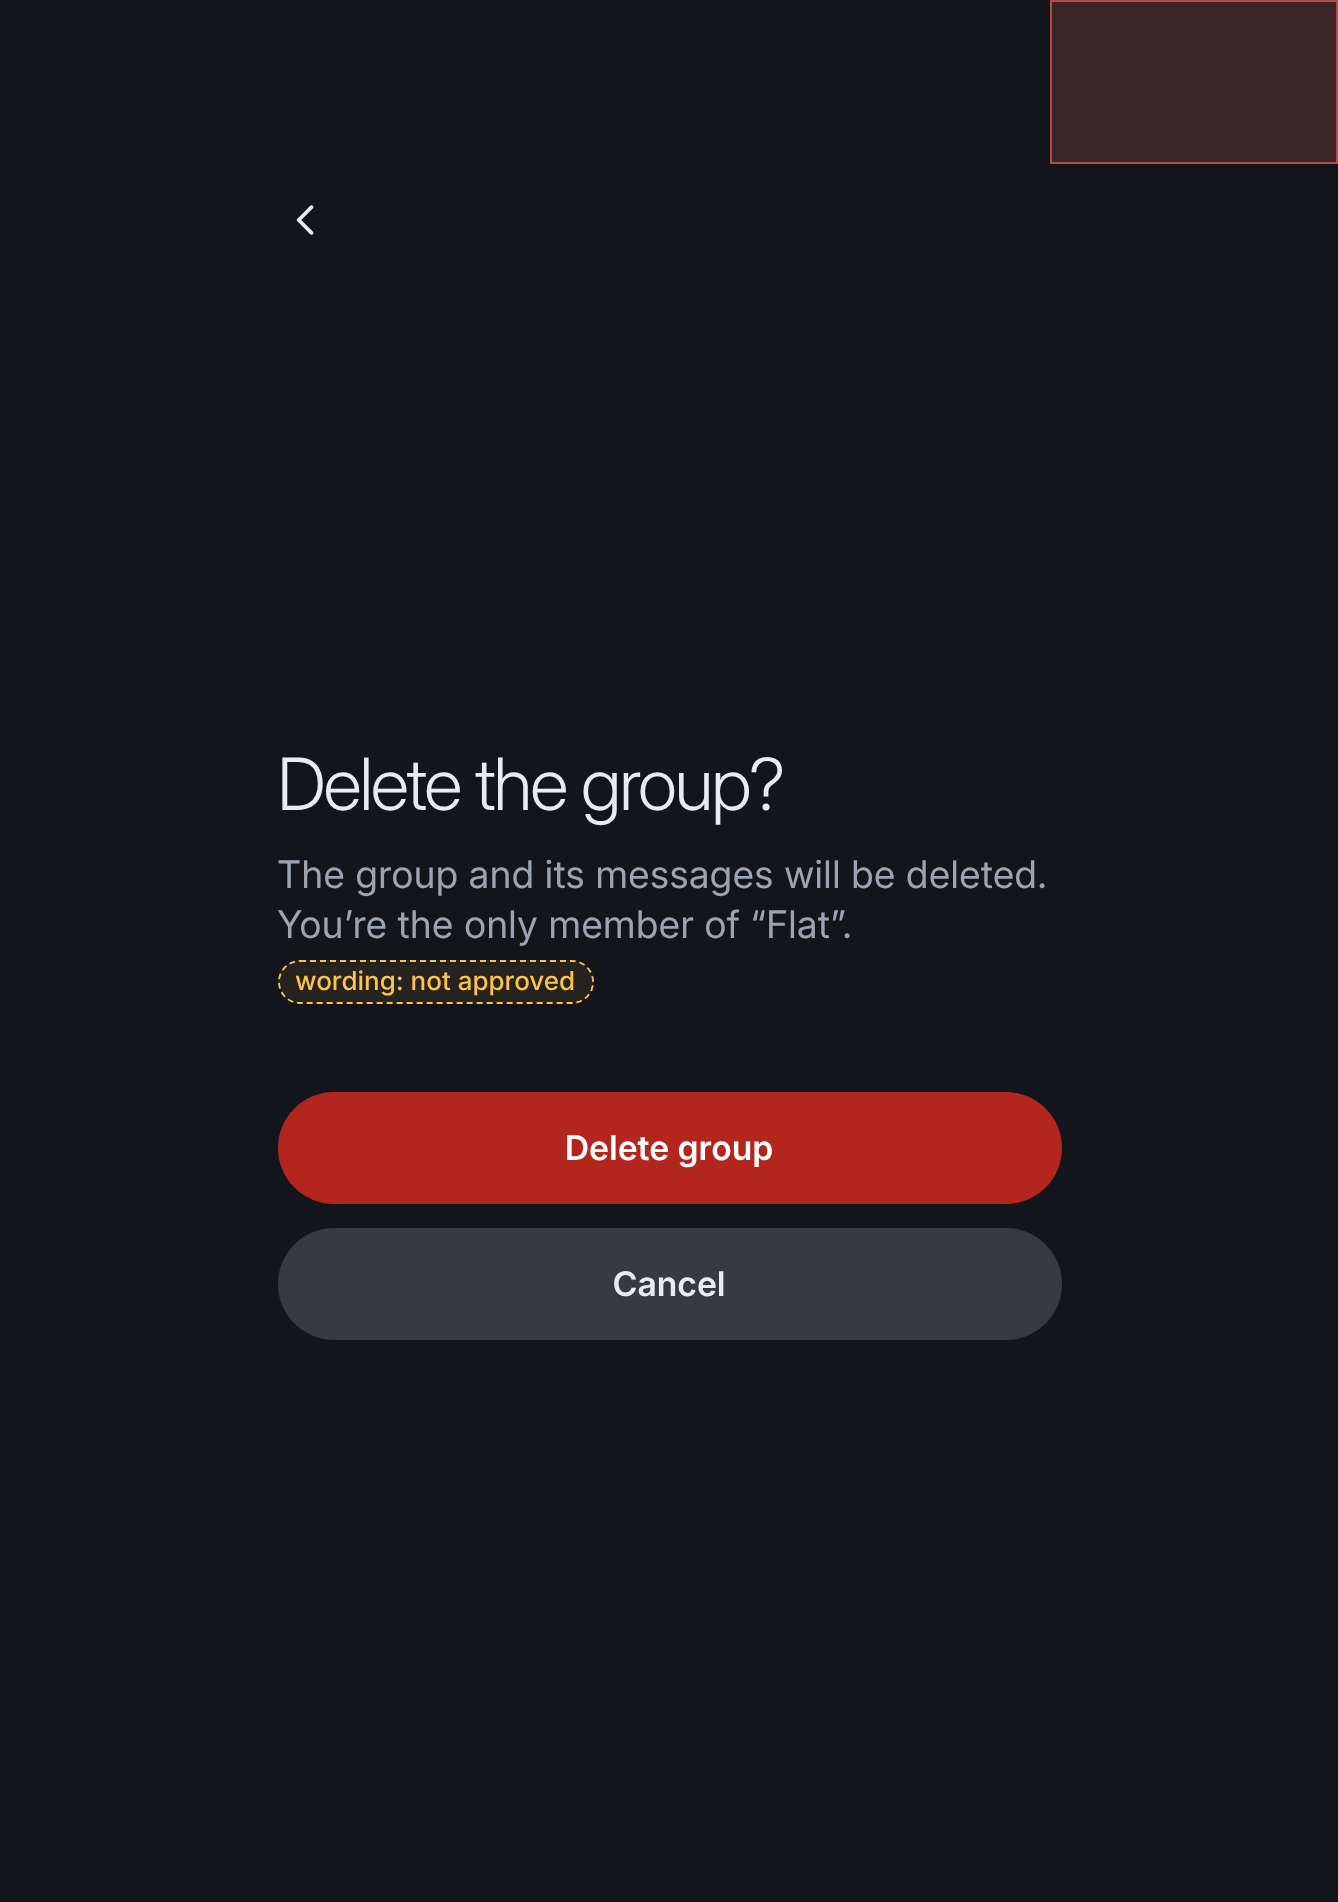 Delete the group?
The group and its messages will be deleted.
You’re the only member of “Flat”.
wording: not approved
Delete group
Cancel